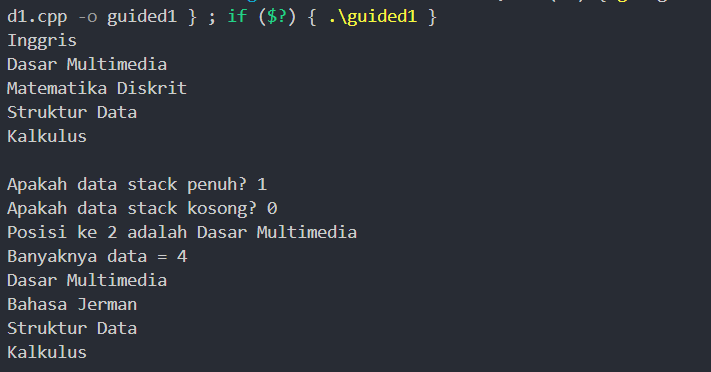 d1.cpp -o guided1 } ; if ($?) { .\guided1 }
Inggris
Dasar Multimedia
Matematika Diskrit
Struktur Data
Kalkulus
Apakah data stack penuh? 1
Apakah data stack kosong? 0
Posisi ke 2 adalah Dasar Multimedia
Banyaknya data = 4
Dasar Multimedia
Bahasa Jerman
Struktur Data
Kalkulus